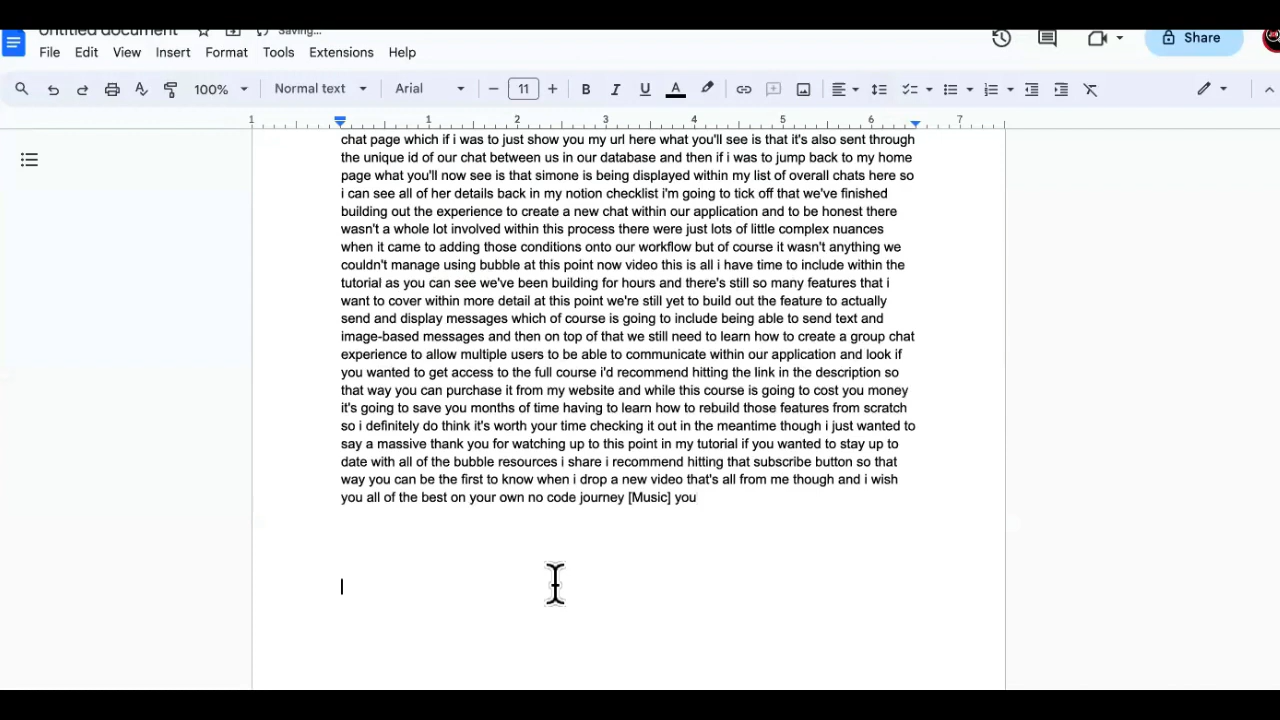 Untitled document Saving...
File Edit View Insert Format Tools Extensions Help
Share
100% Normal text Arial 11
1 1 2 3 4 5 6 7
chat page which if i was to just show you my url here what you'll see is that it's also sent through
the unique id of our chat between us in our database and then if i was to jump back to my home
page what you'll now see is that simone is being displayed within my list of overall chats here so
i can see all of her details back in my notion checklist i'm going to tick off that we've finished
building out the experience to create a new chat within our application and to be honest there
wasn't a whole lot involved within this process there were just lots of little complex nuances
when it came to adding those conditions onto our workflow but of course it wasn't anything we
couldn't manage using bubble at this point now video this is all i have time to include within the
tutorial as you can see we've been building for hours and there's still so many features that i
want to cover within more detail at this point we're still yet to build out the feature to actually
send and display messages which of course is going to include being able to send text and
image-based messages and then on top of that we still need to learn how to create a group chat
experience to allow multiple users to be able to communicate within our application and look if
you wanted to get access to the full course i'd recommend hitting the link in the description so
that way you can purchase it from my website and while this course is going to cost you money
it's going to save you months of time having to learn how to rebuild those features from scratch
so i definitely do think it's worth your time checking it out in the meantime though i just wanted to
say a massive thank you for watching up to this point in my tutorial if you wanted to stay up to
date with all of the bubble resources i share i recommend hitting that subscribe button so that
way you can be the first to know when i drop a new video that's all from me though and i wish
you all of the best on your own no code journey [Music] you